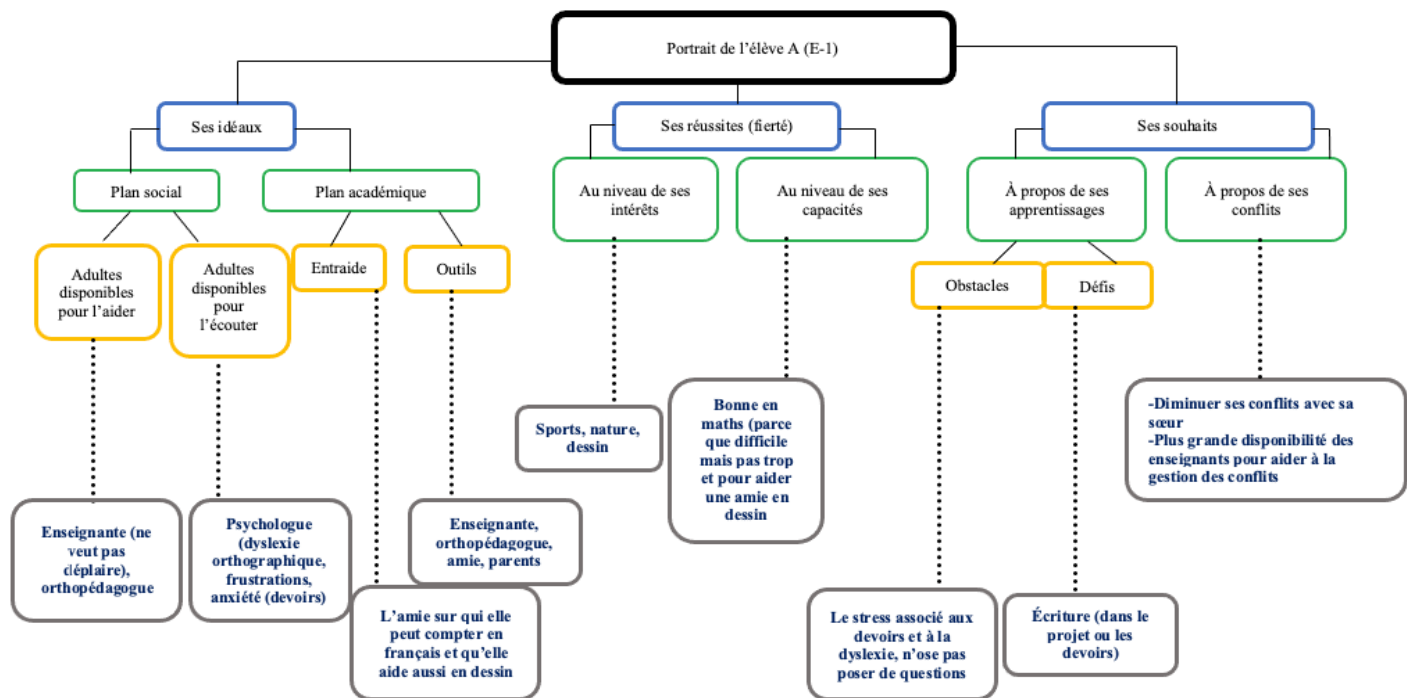 Portrait de l'élève A (E-1)
Ses idéaux
Ses réussites (fierté)
Ses souhaits
Plan social
Plan académique
Au niveau de ses
intérêts
Au niveau de ses
capacités
À propos de ses
apprentissages
À propos de ses
conflits
Adultes
disponibles
pour l'aider
Adultes
disponibles
pour
l'écouter
Entraide
Outils
Obstacles
Défis
Sports, nature,
dessin
Bonne en
maths (parce
que difficile
mais pas trop
et pour aider
une amie en
dessin
-Diminuer ses conflits avec sa
sœur
-Plus grande disponibilité des
enseignants pour aider à la
gestion des conflits
Enseignante (ne
veut pas
déplaire),
orthopédagogue
Psychologue
(dyslexie
orthographique,
frustrations,
anxiété (devoirs)
Enseignante,
orthopédagogue,
amie, parents
L'amie sur qui elle
peut compter en
français et qu'elle
aide aussi en dessin
Le stress associé aux
devoirs et à la
dyslexie, n'ose pas
poser de questions
Écriture (dans le
projet ou les
devoirs)